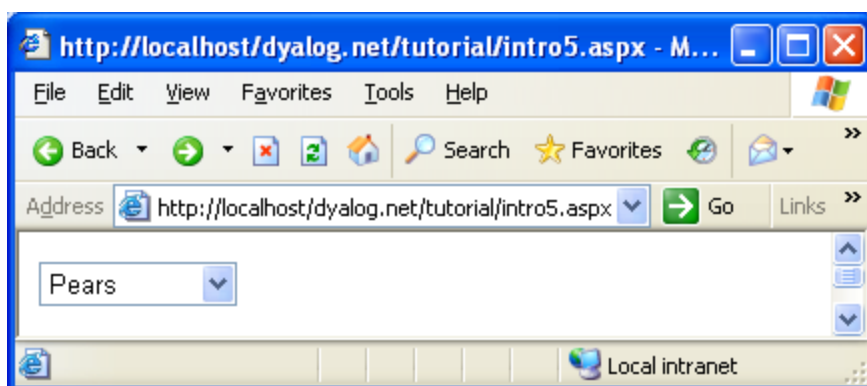 http://localhost/dyalog.net/tutorial/intro5.aspx - M...
File Edit View Favorites Tools Help
Back Search Favorites »
Address http://localhost/dyalog.net/tutorial/intro5.aspx Go Links »
Pears
Local intranet